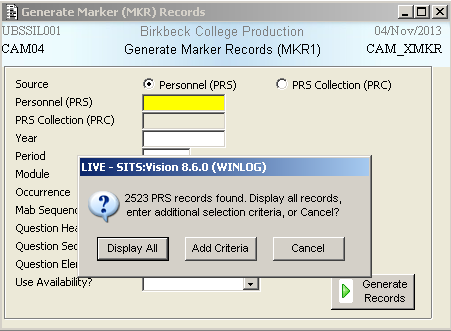 Generate Marker (MKR) Records
UBSSIL001 Birkbeck College Production 04/Nov/2013
CAM04 Generate Marker Records (MKR1) CAM_XMKR
Source Personnel (PRS) PRS Collection (PRC)
Personnel (PRS)
PRS Collection (PRC)
Year
Period
Module
Occurrence
Mab Sequenc
Question Hea
Question Sec
Question Eler
Use Availability?
LIVE - SITS:Vision 8.6.0 (WINLOG)
2523 PRS records found. Display all records,
enter additional selection criteria, or Cancel?
Display All Add Criteria Cancel
Generate
Records